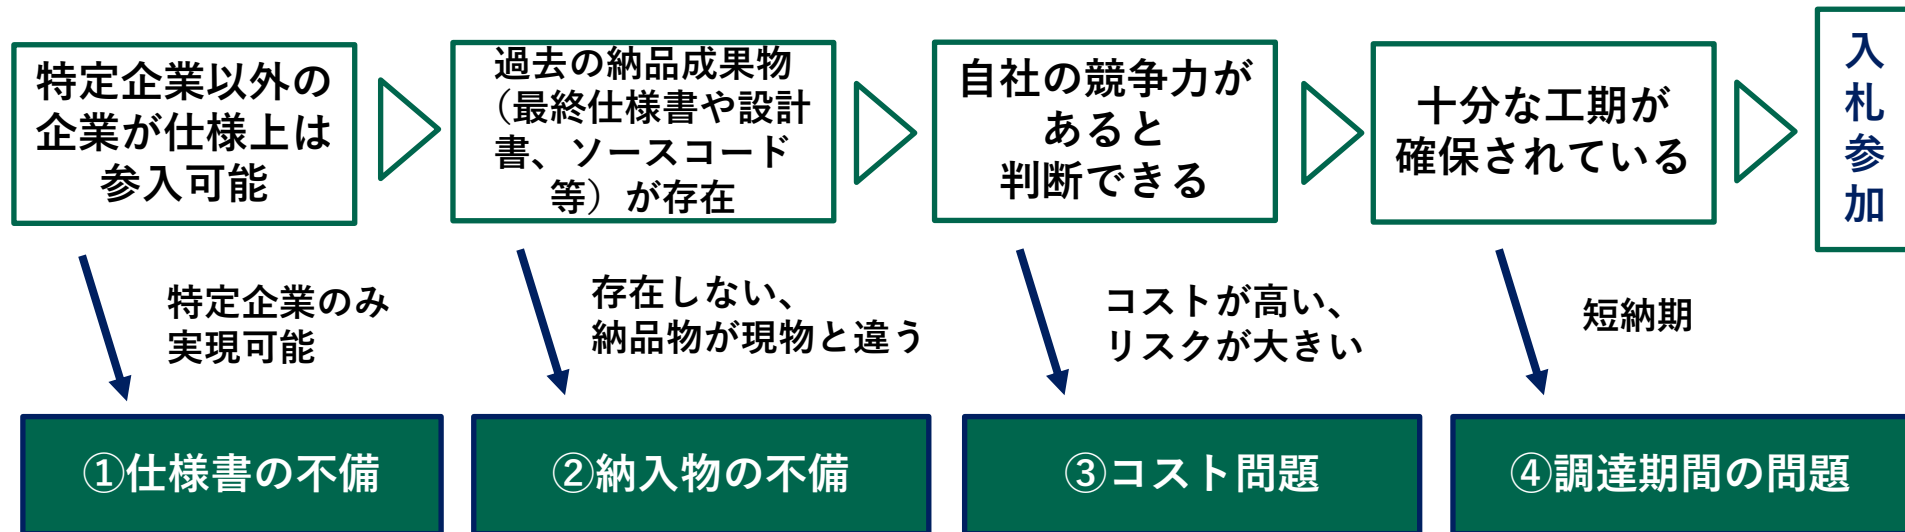 特定企業以外の
企業が仕様上は
参入可能
過去の納品成果物
（最終仕様書や設計
書、ソースコード
等）が存在
自社の競争力が
あると
判断できる
十分な工期が
確保されている
入
札
参
加
特定企業のみ
実現可能
存在しない、
納品物が現物と違う
コストが高い、
リスクが大きい
短納期
①仕様書の不備
②納入物の不備
③コスト問題
④調達期間の問題